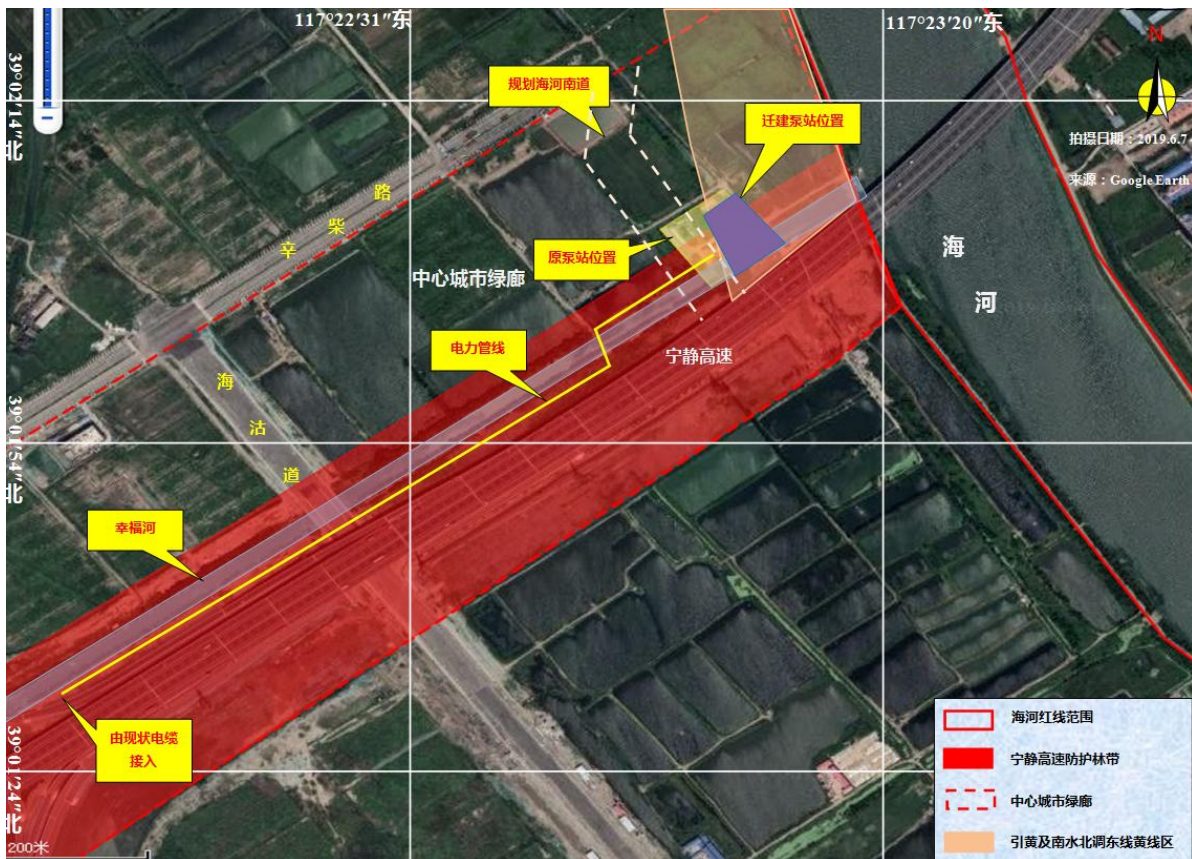 117°22′31″东
117°23′20″东
39°02′14″北
N
规划海河南道
迁建泵站位置
拍摄日期：2019.6.7
来源：Google Earth
辛柴路
原泵站位置
中心城市绿廊
海河
电力管线
宁静高速
海沽道
39°01′54″北
幸福河
由现状电缆
接入
39°01′24″北
200米
海河红线范围
宁静高速防护林带
中心城市绿廊
引黄及南水北调东线黄线区